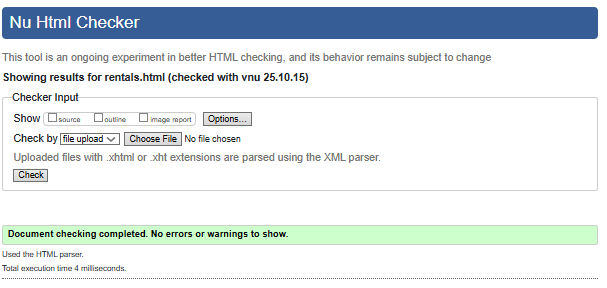 Nu Html Checker
This tool is an ongoing experiment in better HTML checking, and its behavior remains subject to change
Showing results for rentals.html (checked with vnu 25.10.15)
Checker Input
Show source outline image report Options...
Check by file upload Choose File No file chosen
Uploaded files with .xhtml or .xht extensions are parsed using the XML parser.
Check
Document checking completed. No errors or warnings to show.
Used the HTML parser.
Total execution time 4 milliseconds.